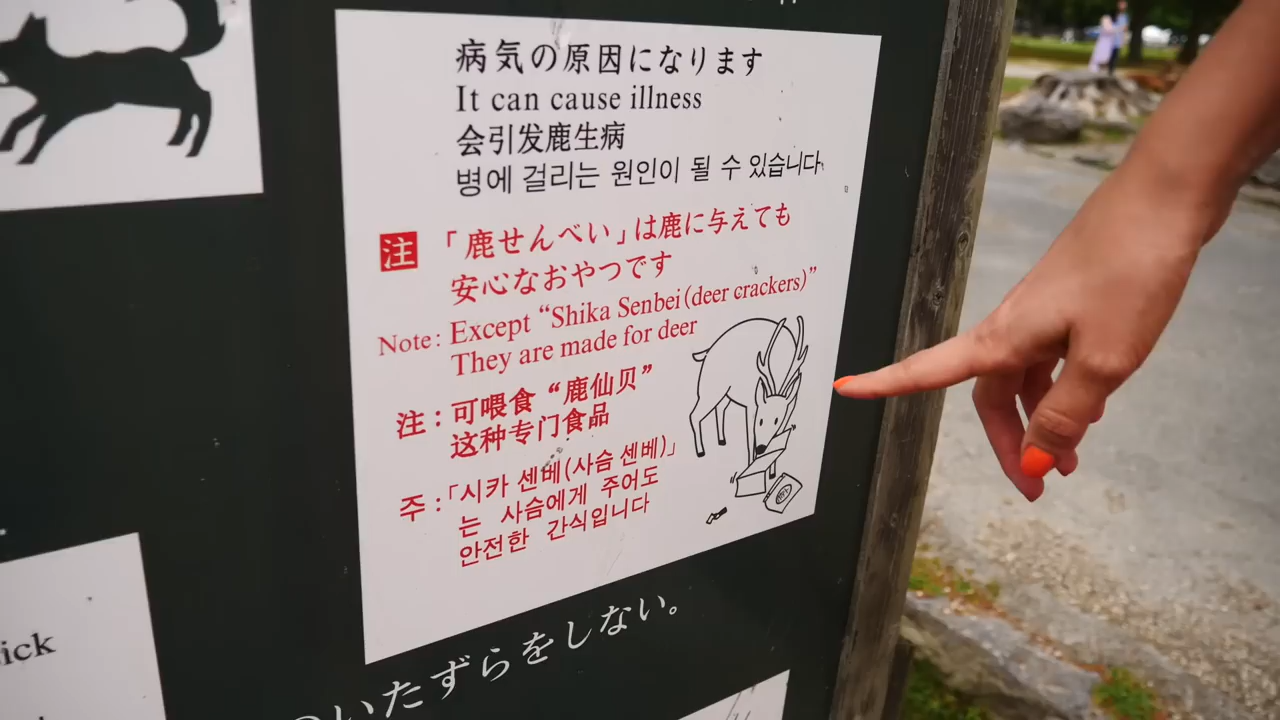 病気の原因になります
It can cause illness
会引发鹿生病
병에 걸리는 원인이 될 수 있습니다.
注 「鹿せんべい」は鹿に与えても
安心なおやつです
Note: Except “Shika Senbei(deer crackers)”
They are made for deer
注：可喂食“鹿仙贝”
这种专门食品
주 :「시카 센베(사슴 센베)」
는 사슴에게 주어도
안전한 간식입니다
いたずらをしない。
ick